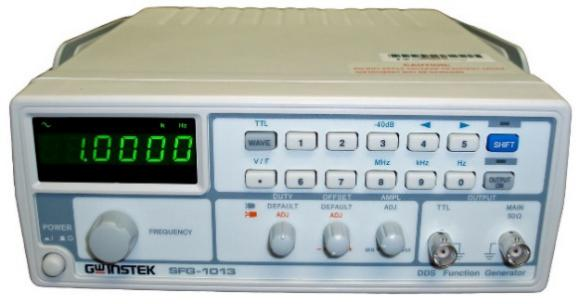 k Hz
1.0000
TTL -40dB ◄ ►
WAVE 1 2 3 4 5 SHIFT
V / F MHz kHz Hz
• 6 7 8 9 0 OUTPUT ON
DUTY OFFSET AMPL OUTPUT
DEFAULT DEFAULT ADJ TTL MAIN
ADJ ADJ 50Ω
POWER
FREQUENCY
GWINSTEK SFG-1013
DDS Function Generator